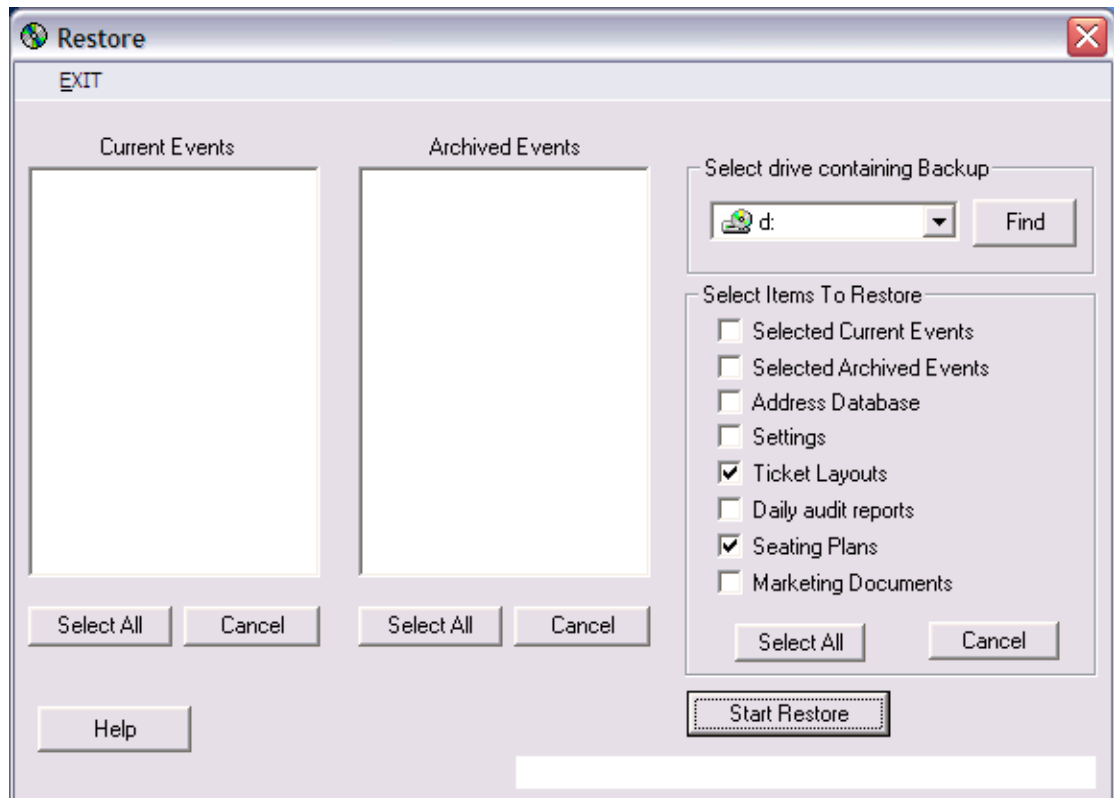 Restore
EXIT
Current Events
Archived Events
Select All
Cancel
Select All
Cancel
Help
Select drive containing Backup
d:
Find
Select Items To Restore
Selected Current Events
Selected Archived Events
Address Database
Settings
Ticket Layouts
Daily audit reports
Seating Plans
Marketing Documents
Select All
Cancel
Start Restore